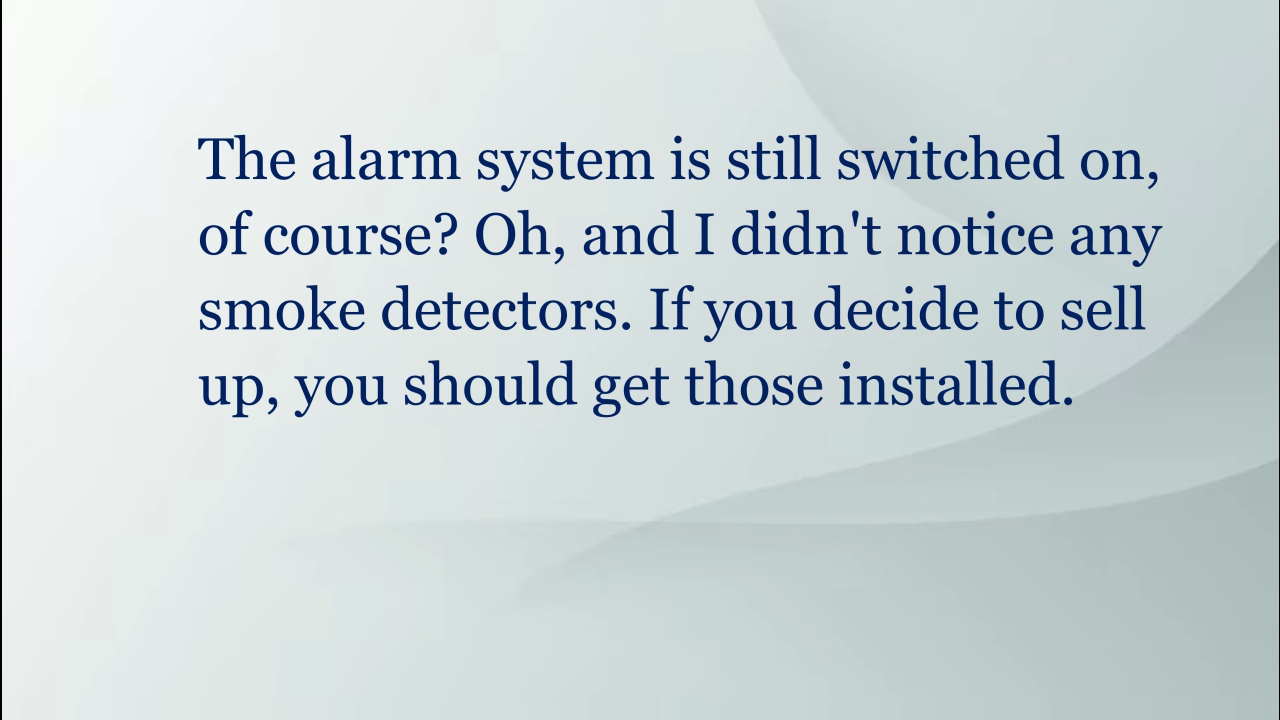 The alarm system is still switched on,
of course? Oh, and I didn't notice any
smoke detectors. If you decide to sell
up, you should get those installed.